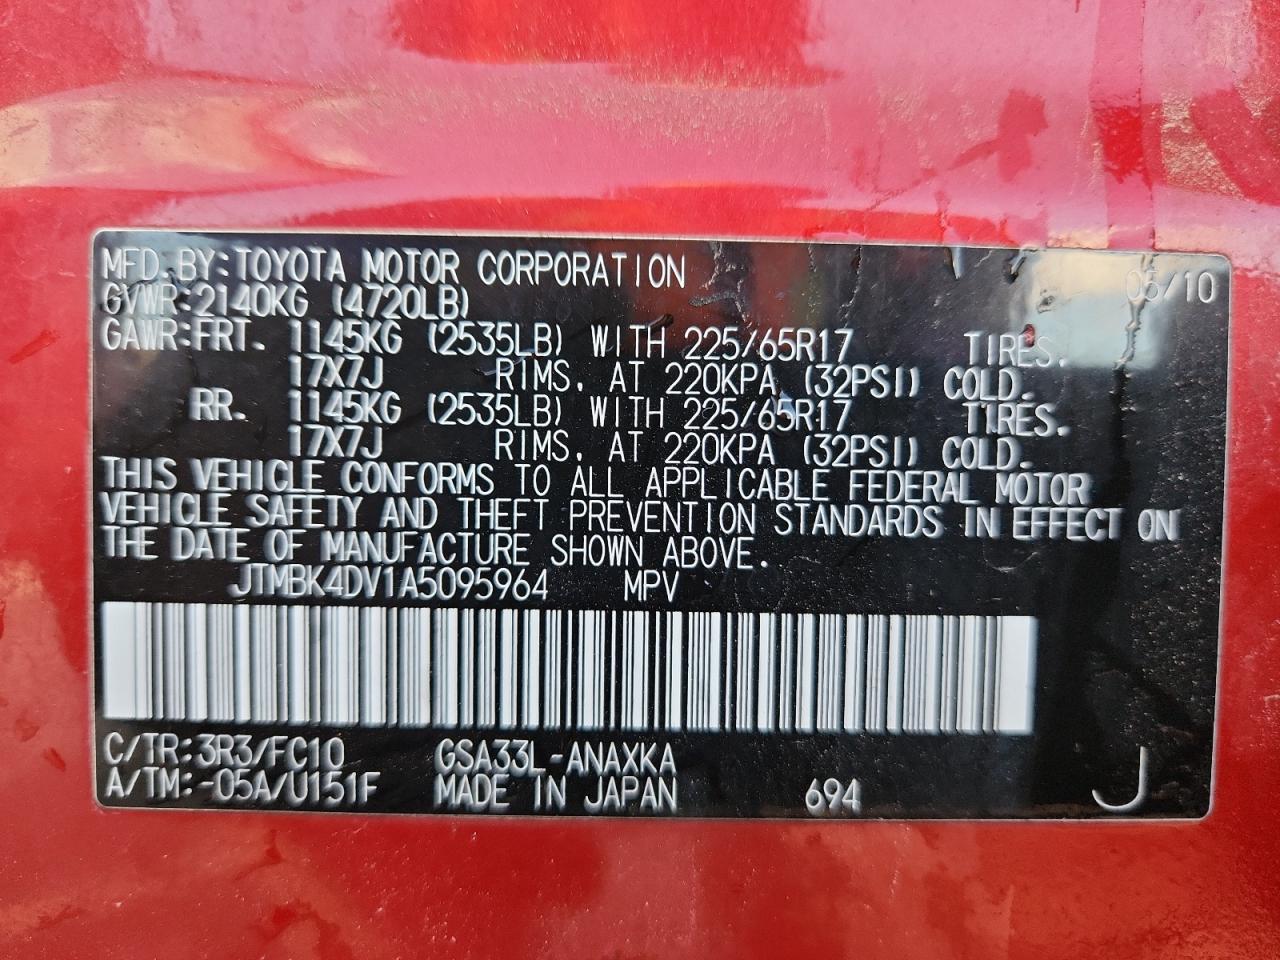 MFD. BY: TOYOTA MOTOR CORPORATION 05/10
GVWR: 2140KG (4720LB)
GAWR: FRT. 1145KG (2535LB) WITH 225/65R17 TIRES,
17X7J RIMS, AT 220KPA (32PSI) COLD.
RR. 1145KG (2535LB) WITH 225/65R17 TIRES,
17X7J RIMS, AT 220KPA (32PSI) COLD.
THIS VEHICLE CONFORMS TO ALL APPLICABLE FEDERAL MOTOR
VEHICLE SAFETY AND THEFT PREVENTION STANDARDS IN EFFECT ON
THE DATE OF MANUFACTURE SHOWN ABOVE.
JTMBK4DV1A5095964 MPV
C/TR: 3R3/FC10 GSA33L-ANAXKA
A/TM: -05A/U151F MADE IN JAPAN 694 J